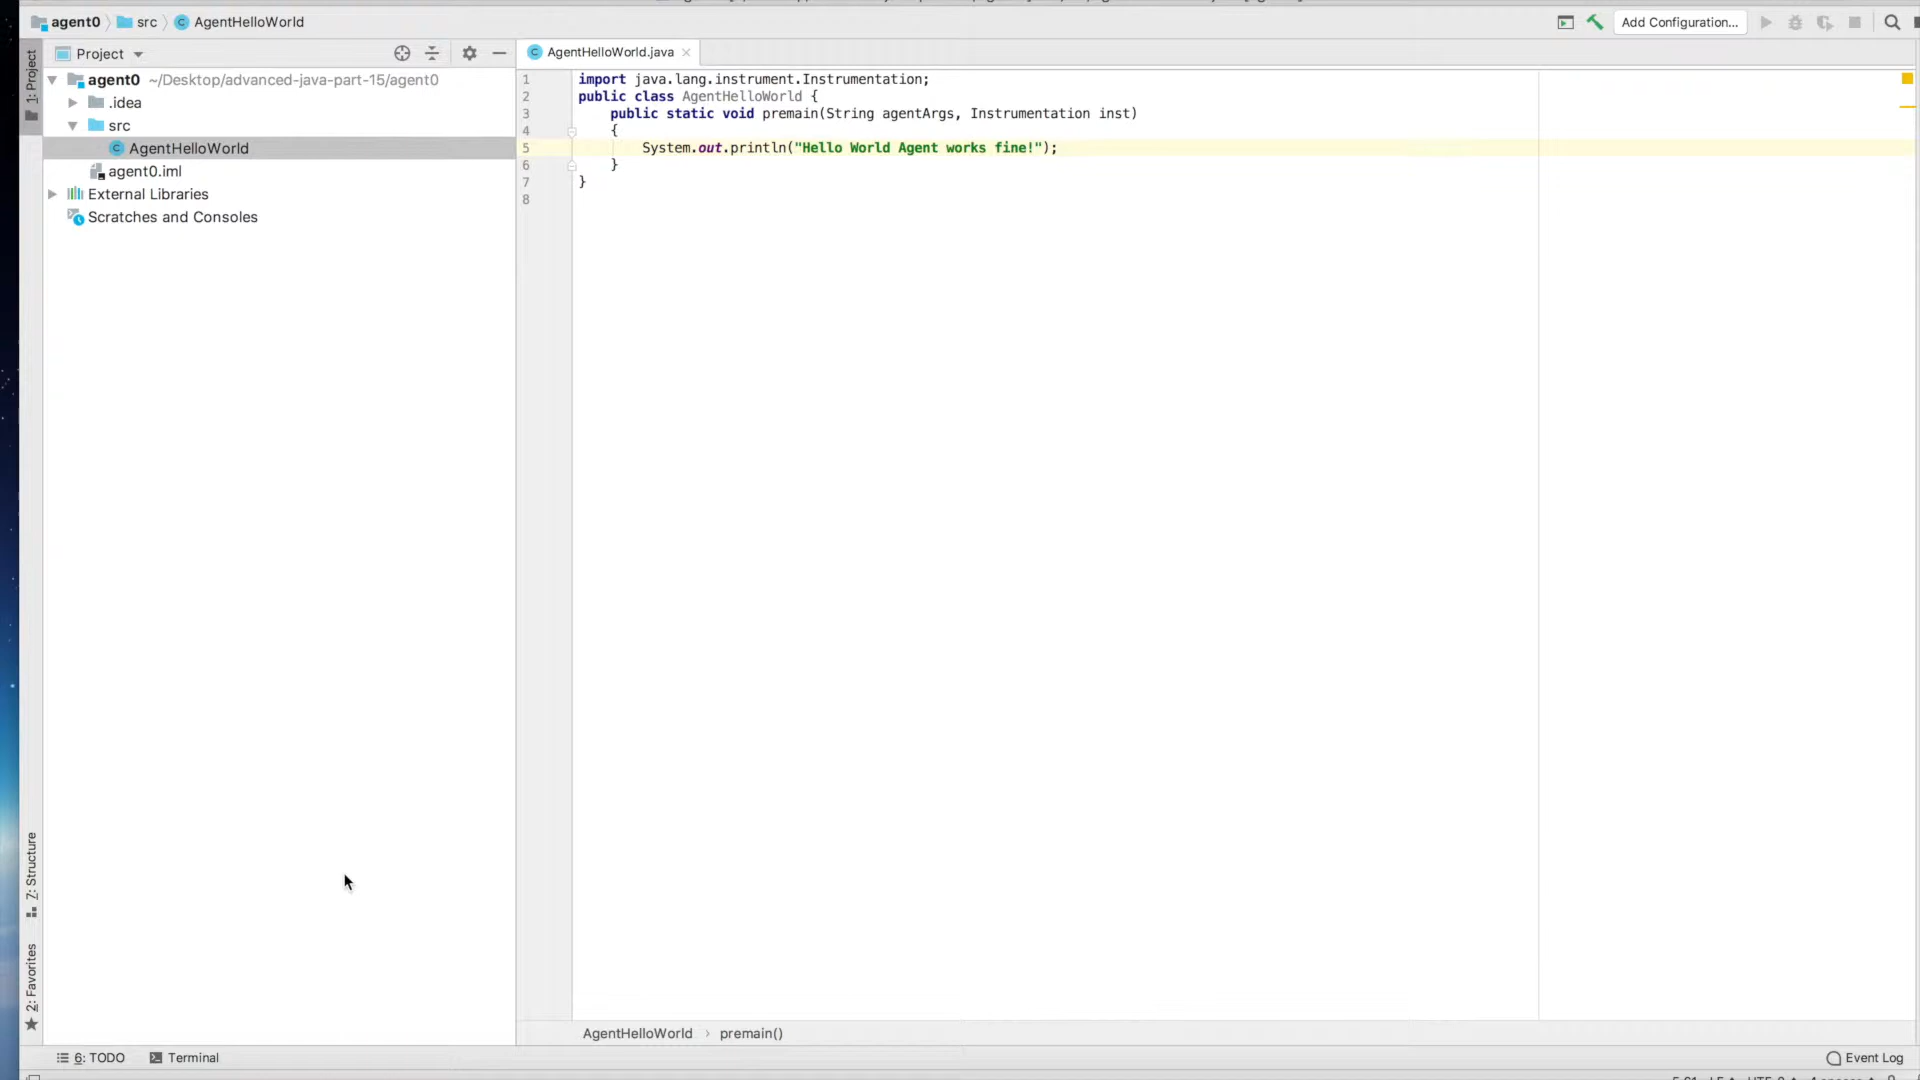 agent0 src AgentHelloWorld Add Configuration...
Project
AgentHelloWorld.java
1: Project
agent0 ~/Desktop/advanced-java-part-15/agent0
.idea
src
AgentHelloWorld
agent0.iml
External Libraries
Scratches and Consoles
1 import java.lang.instrument.Instrumentation;
2 public class AgentHelloWorld {
3 public static void premain(String agentArgs, Instrumentation inst)
4 {
5 System.out.println("Hello World Agent works fine!");
6 }
7 }
8
7: Structure
2: Favorites
AgentHelloWorld › premain()
6: TODO Terminal Event Log